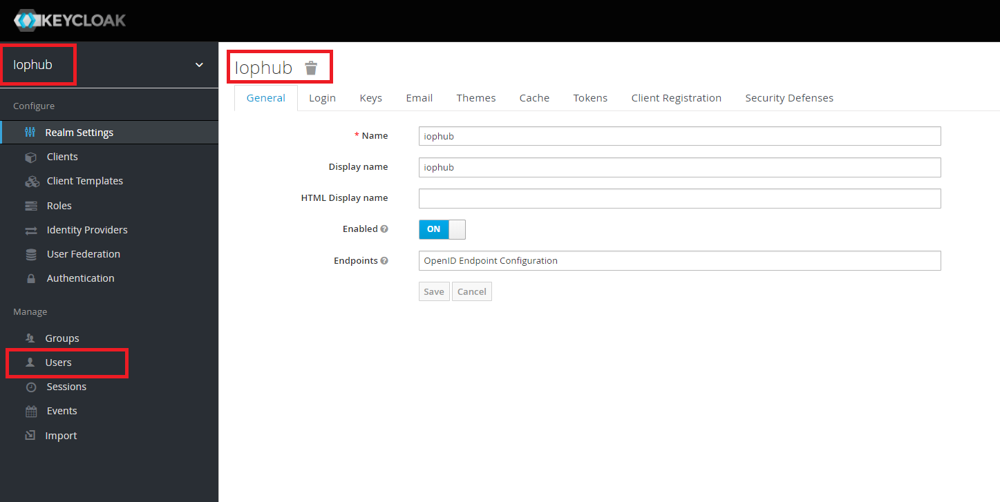 KEYCLOAK
Iophub
Configure
Realm Settings
Clients
Client Templates
Roles
Identity Providers
User Federation
Authentication
Manage
Groups
Users
Sessions
Events
Import
Iophub
General Login Keys Email Themes Cache Tokens Client Registration Security Defenses
* Name iophub
Display name iophub
HTML Display name
Enabled ? ON
Endpoints ? OpenID Endpoint Configuration
Save Cancel